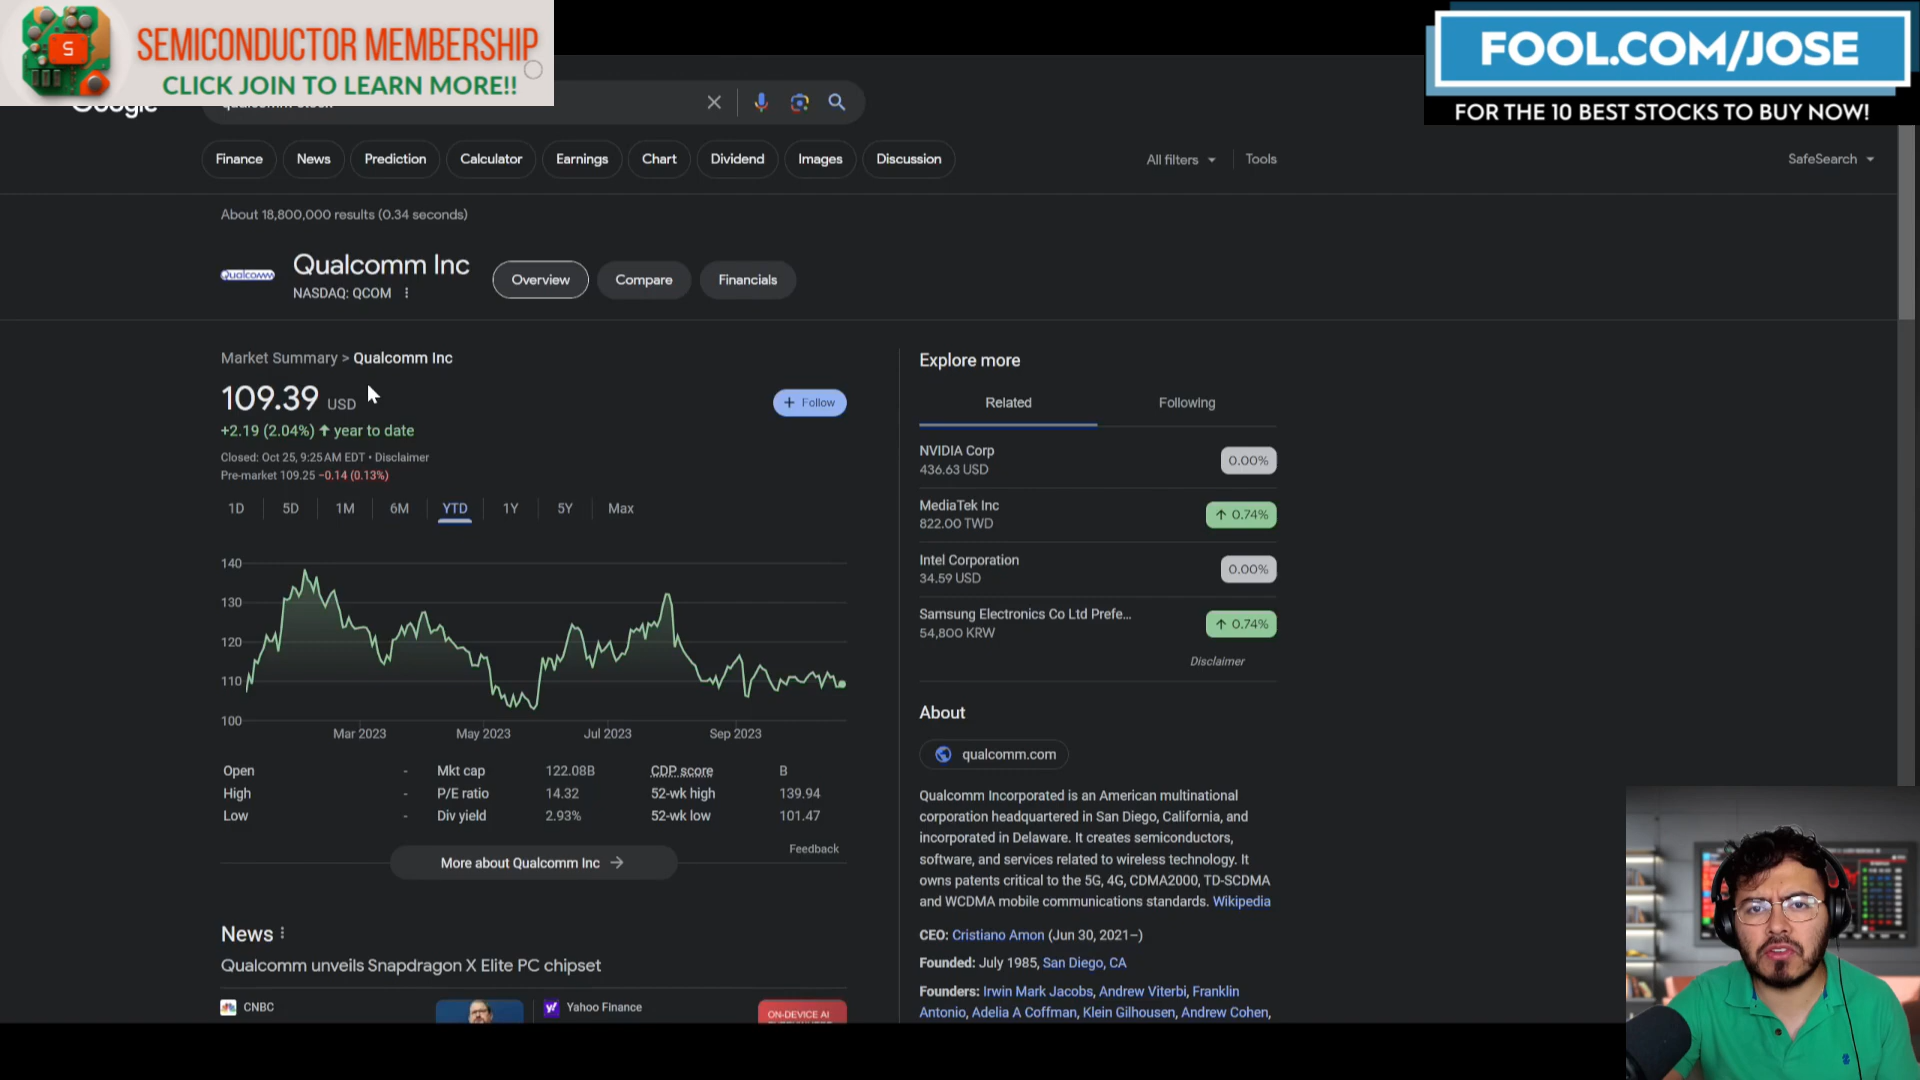 SEMICONDUCTOR MEMBERSHIP
CLICK JOIN TO LEARN MORE!!
S
FOOL.COM/JOSE
FOR THE 10 BEST STOCKS TO BUY NOW!
Google
Finance
News
Prediction
Calculator
Earnings
Chart
Dividend
Images
Discussion
All filters
Tools
SafeSearch
About 18,800,000 results (0.34 seconds)
Qualcomm
Qualcomm Inc
NASDAQ: QCOM
Overview
Compare
Financials
Market Summary > Qualcomm Inc
109.39 USD
+ Follow
+2.19 (2.04%) ↑ year to date
Closed: Oct 25, 9:25 AM EDT • Disclaimer
Pre-market 109.25 −0.14 (0.13%)
1D 5D 1M 6M YTD 1Y 5Y Max
140
130
120
110
100
Mar 2023 May 2023 Jul 2023 Sep 2023
Open - Mkt cap 122.08B CDP score B
High - P/E ratio 14.32 52-wk high 139.94
Low - Div yield 2.93% 52-wk low 101.47
Feedback
More about Qualcomm Inc →
News
Qualcomm unveils Snapdragon X Elite PC chipset
CNBC
Yahoo Finance
ON-DEVICE AI
Explore more
Related
Following
NVIDIA Corp
436.63 USD
0.00%
MediaTek Inc
822.00 TWD
↑ 0.74%
Intel Corporation
34.59 USD
0.00%
Samsung Electronics Co Ltd Prefe...
54,800 KRW
↑ 0.74%
Disclaimer
About
qualcomm.com
Qualcomm Incorporated is an American multinational
corporation headquartered in San Diego, California, and
incorporated in Delaware. It creates semiconductors,
software, and services related to wireless technology. It
owns patents critical to the 5G, 4G, CDMA2000, TD-SCDMA
and WCDMA mobile communications standards. Wikipedia
CEO: Cristiano Amon (Jun 30, 2021–)
Founded: July 1985, San Diego, CA
Founders: Irwin Mark Jacobs, Andrew Viterbi, Franklin
Antonio, Adelia A Coffman, Klein Gilhousen, Andrew Cohen,